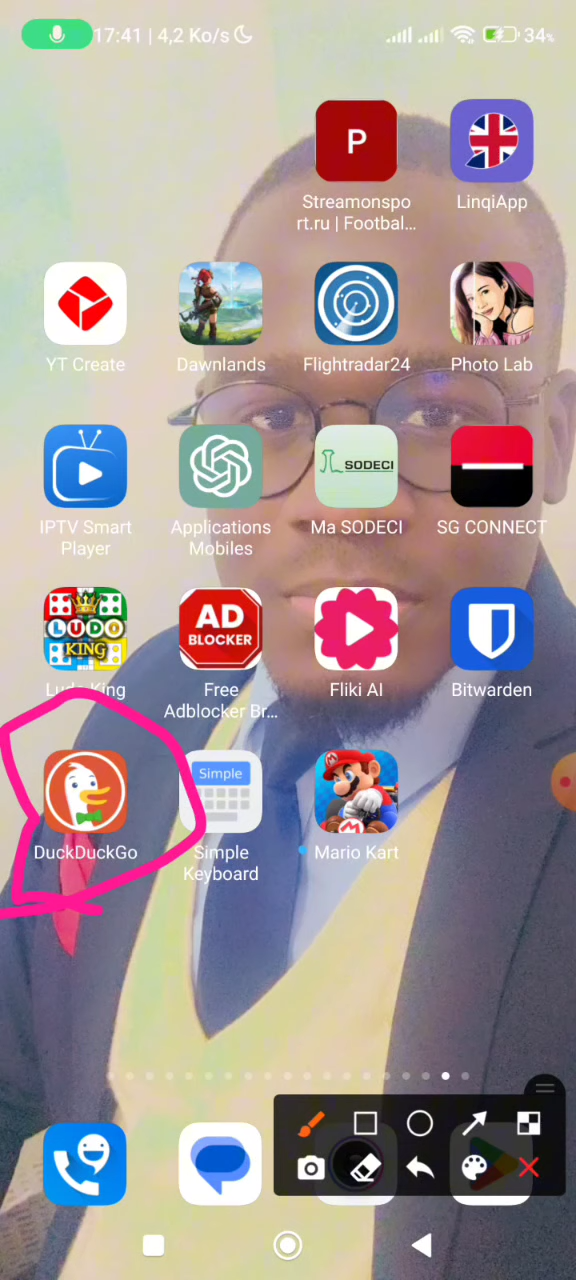 17:41 | 4,2 Ko/s
34%
P
Streamonspo
rt.ru | Footbal...
LinqiApp
YT Create
Dawnlands
Flightradar24
Photo Lab
IPTV Smart
Player
Applications
Mobiles
SODECI
Ma SODECI
SG CONNECT
LUDO
KING
Ludo King
AD
BLOCKER
Free
Adblocker Br...
Fliki AI
Bitwarden
DuckDuckGo
Simple
Simple
Keyboard
M
Mario Kart